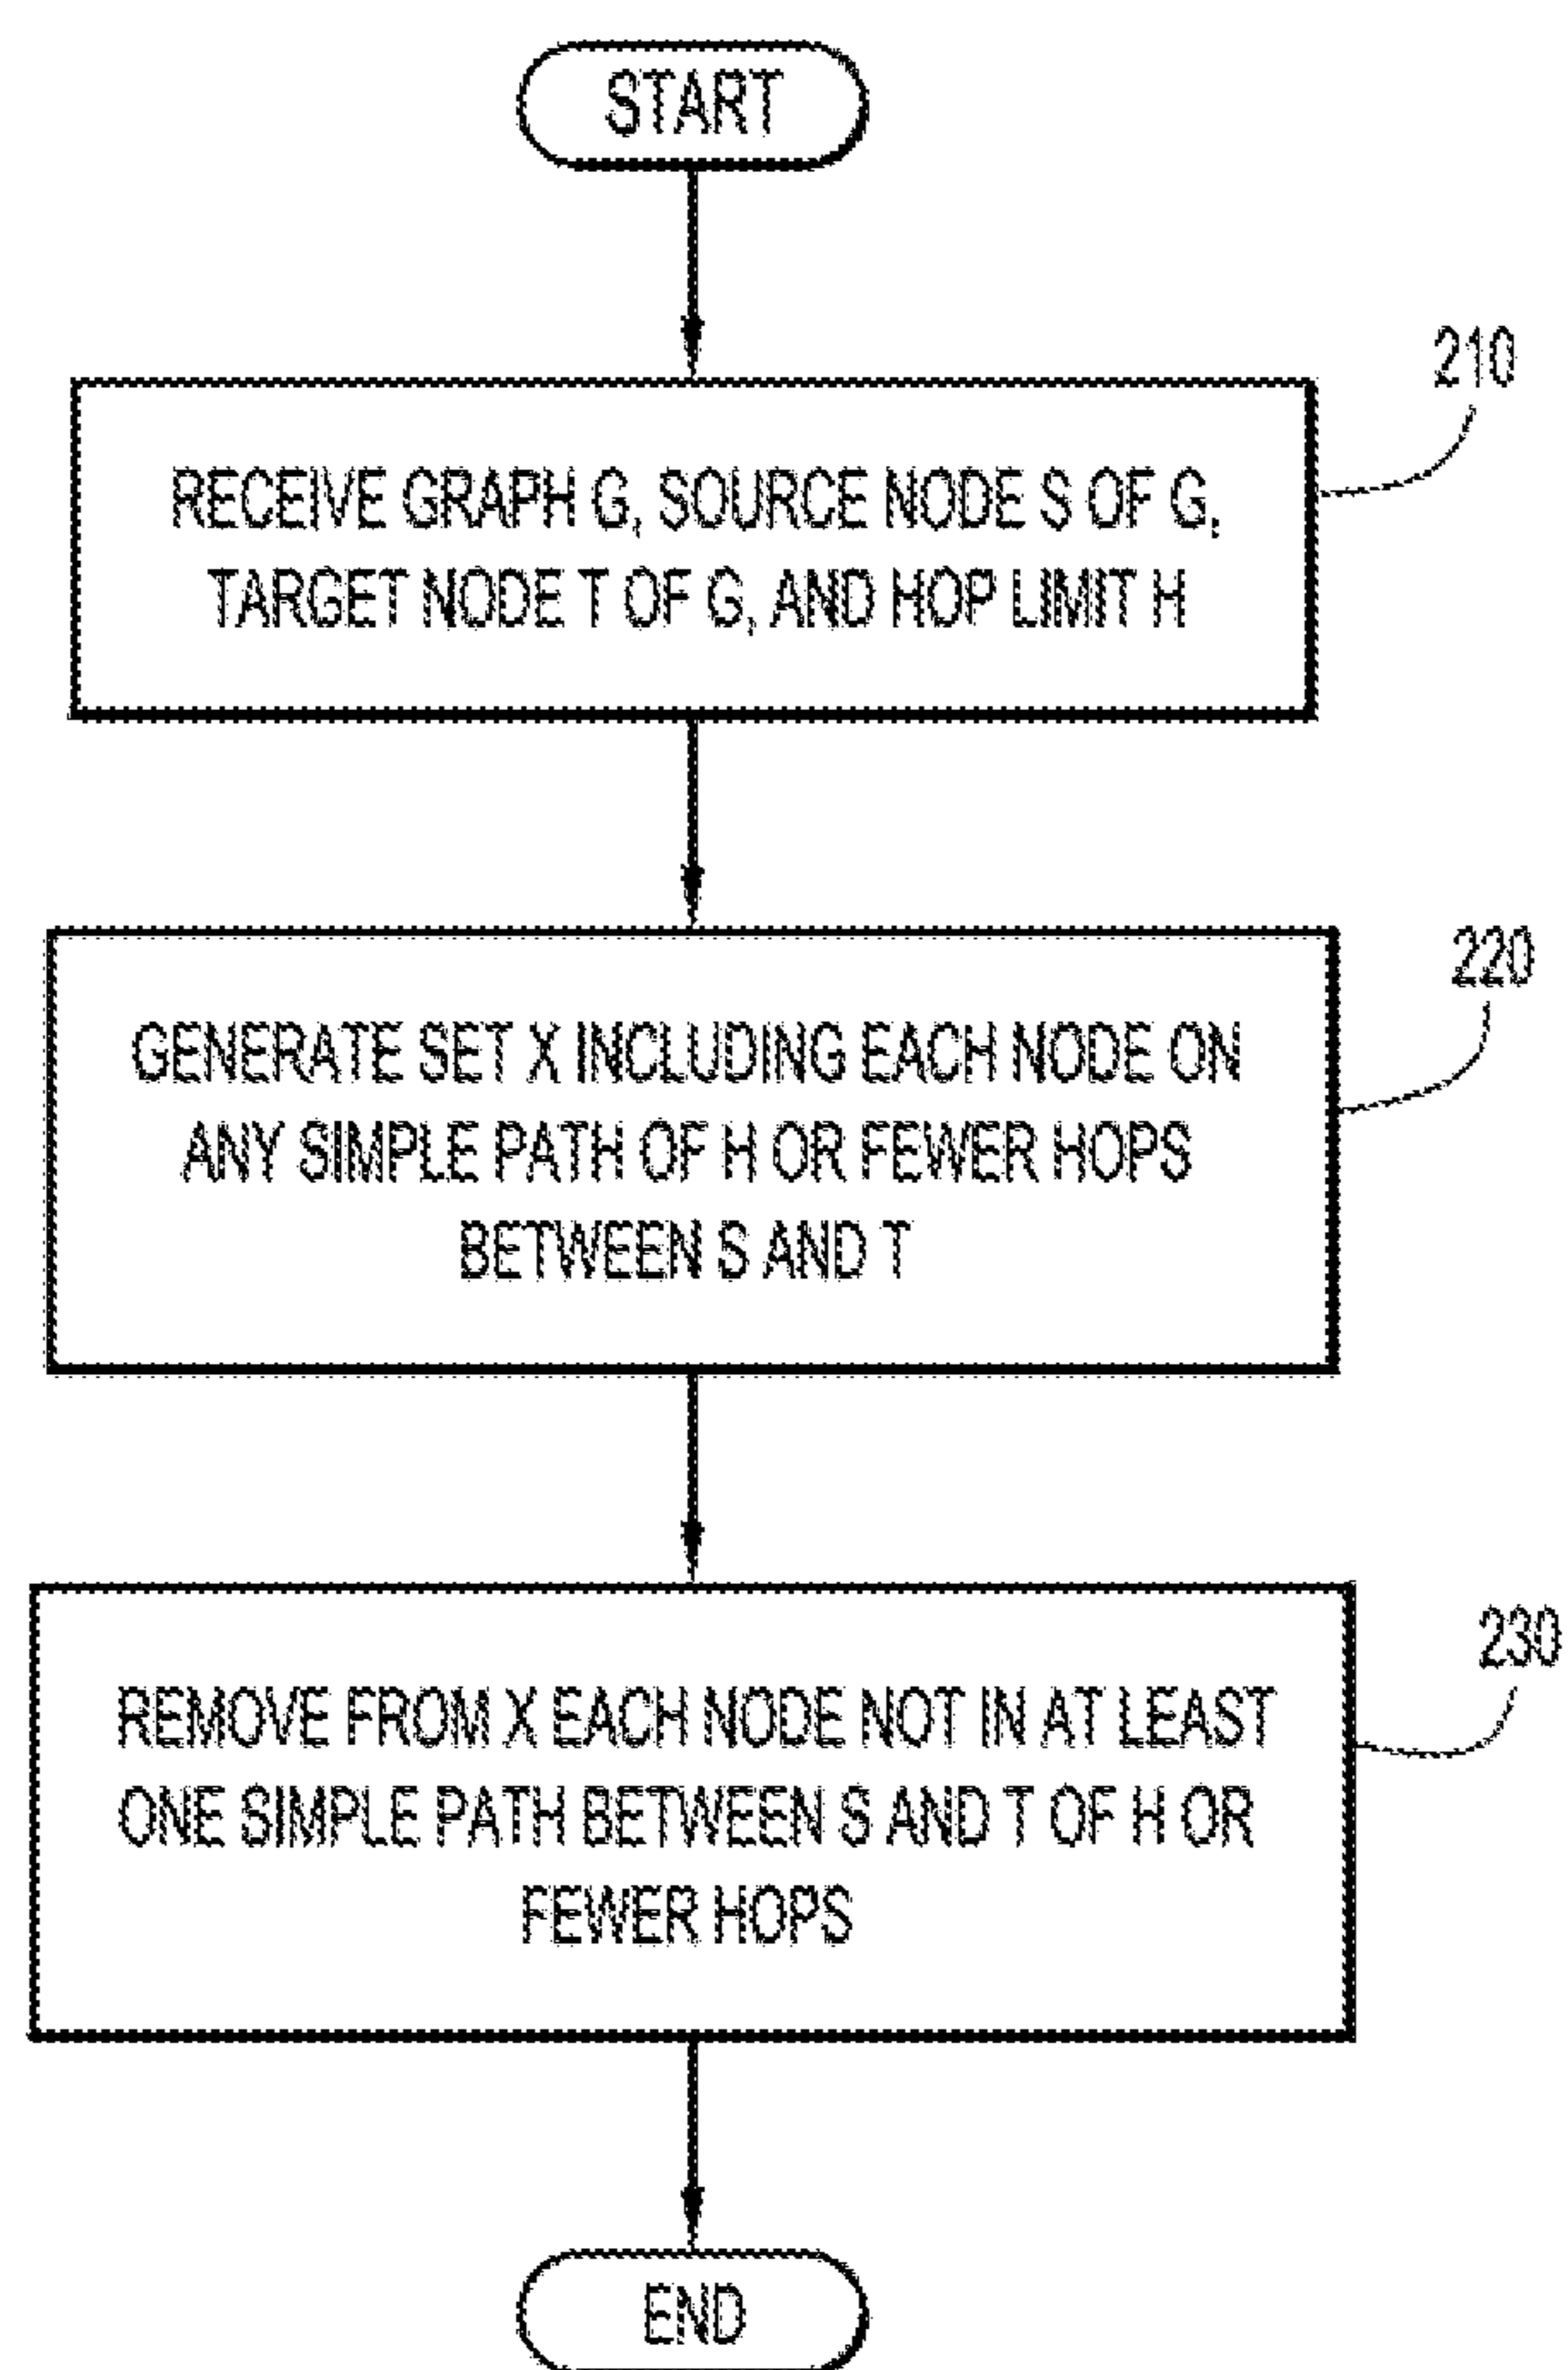 START
210
RECEIVE GRAPH G, SOURCE NODE S OF G,
TARGET NODE T OF G, AND HOP LIMIT H
220
GENERATE SET X INCLUDING EACH NODE ON
ANY SIMPLE PATH OF H OR FEWER HOPS
BETWEEN S AND T
230
REMOVE FROM X EACH NODE NOT IN AT LEAST
ONE SIMPLE PATH BETWEEN S AND T OF H OR
FEWER HOPS
END